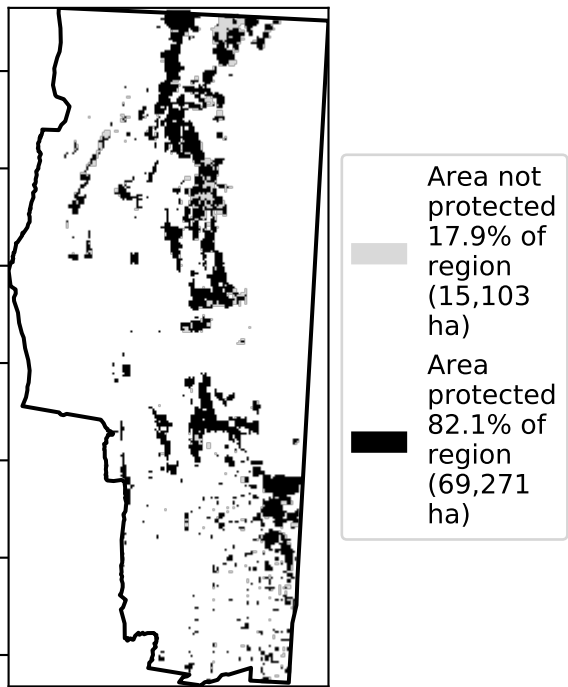 Area not
protected
17.9% of
region
(15,103
ha)
Area
protected
82.1% of
region
(69,271
ha)